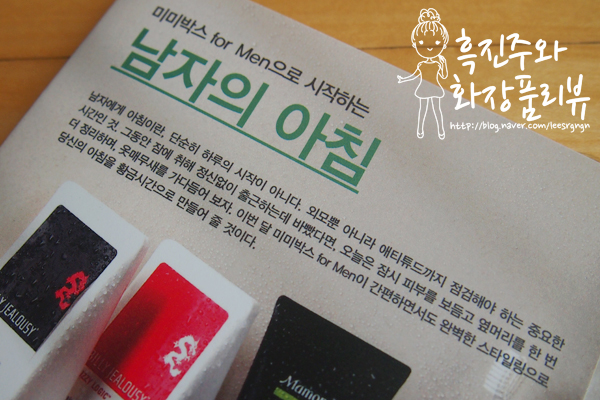 미미박스 for Men으로 시작하는
남자의 아침
남자에게 아침이란, 단순히 하루의 시작이 아니다. 외모뿐 아니라 애티튜드까지 점검해야 하는 중요한
시간인 것. 그동안 잠에 취해 정신없이 출근하는데 바빴다면, 오늘은 잠시 피부를 보듬고 옆머리를 한 번
더 정리하며, 옷매무새를 가다듬어 보자. 이번 달 미미박스 for Men이 간편하면서도 완벽한 스타일링으로
당신의 아침을 황금시간으로 만들어 줄 것이다.
흑진주와
화장품리뷰
http://blog.naver.com/leesrgngn
JEALOUSY
JEALOUSY